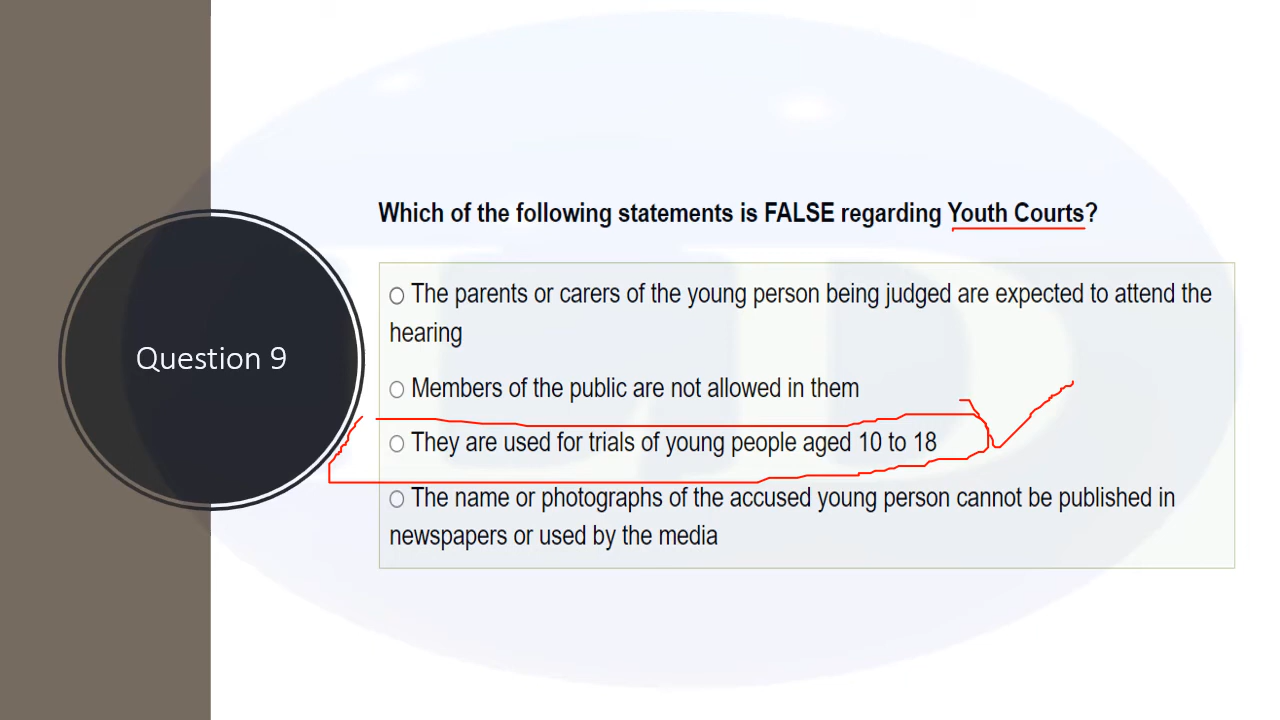 Which of the following statements is FALSE regarding Youth Courts?
The parents or carers of the young person being judged are expected to attend the
hearing
Members of the public are not allowed in them
Question 9
They are used for trials of young people aged 10 to 18
The name or photographs of the accused young person cannot be published in
newspapers or used by the media